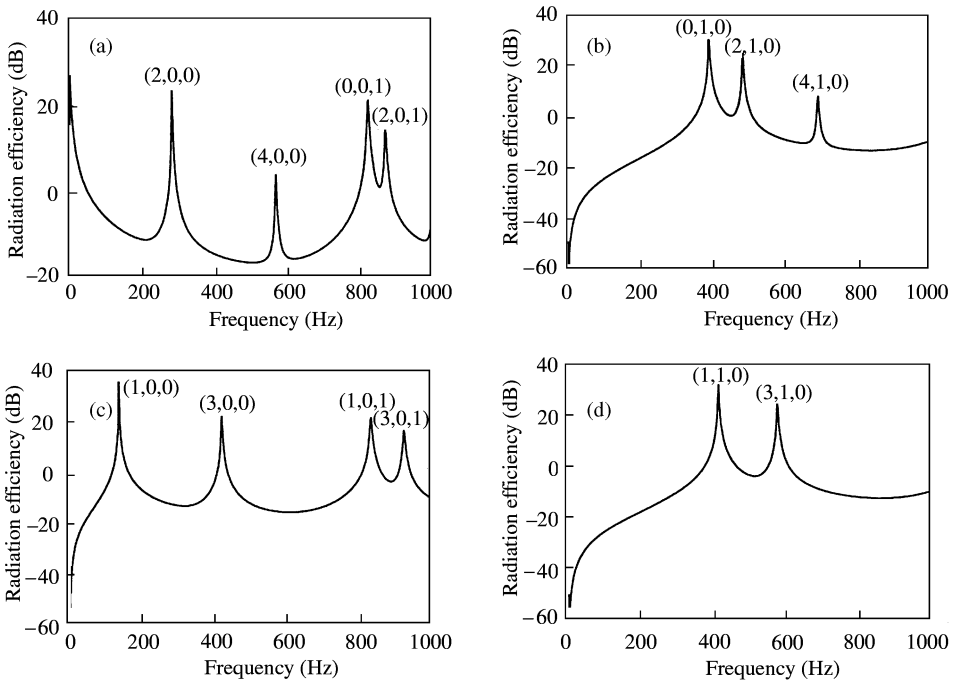 40
20
0
−20
Radiation efficiency (dB)
(a)
(2,0,0)
(4,0,0)
(0,0,1)
(2,0,1)
0 200 400 600 800 1000
Frequency (Hz)
40
20
0
−20
−40
−60
Radiation efficiency (dB)
(b)
(0,1,0)
(2,1,0)
(4,1,0)
0 200 400 600 800 1000
Frequency (Hz)
40
20
0
−20
−40
−60
Radiation efficiency (dB)
(c)
(1,0,0)
(3,0,0)
(1,0,1)
(3,0,1)
0 200 400 600 800 1000
Frequency (Hz)
40
20
0
−20
−40
−60
Radiation efficiency (dB)
(d)
(1,1,0)
(3,1,0)
0 200 400 600 800 1000
Frequency (Hz)